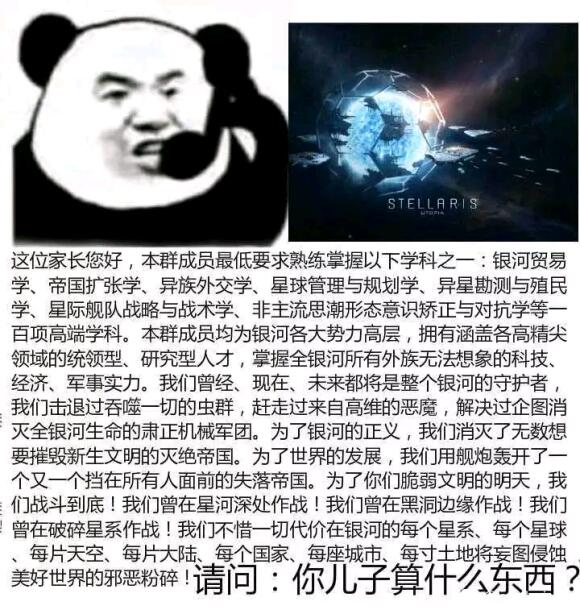 STELLARIS
UTOPIA
这位家长您好，本群成员最低要求熟练掌握以下学科之一：银河贸易
学、帝国扩张学、异族外交学、星球管理与规划学、异星勘测与殖民
学、星际舰队战略与战术学、非主流思潮形态意识矫正与对抗学等一
百项高端学科。本群成员均为银河各大势力高层，拥有涵盖各高精尖
领域的统领型、研究型人才，掌握全银河所有外族无法想象的科技、
经济、军事实力。我们曾经、现在、未来都将是整个银河的守护者，
我们击退过吞噬一切的虫群，赶走过来自高维的恶魔，解决过企图消
灭全银河生命的肃正机械军团。为了银河的正义，我们消灭了无数想
要摧毁新生文明的灭绝帝国。为了世界的发展，我们用舰炮轰开了一
个又一个挡在所有人面前的失落帝国。为了你们脆弱文明的明天，我
们战斗到底！我们曾在星河深处作战！我们曾在黑洞边缘作战！我们
曾在破碎星系作战！我们不惜一切代价在银河的每个星系、每个星球
、每片天空、每片大陆、每个国家、每座城市、每寸土地将妄图侵蚀
美好世界的邪恶粉碎！请问：你儿子算什么东西？